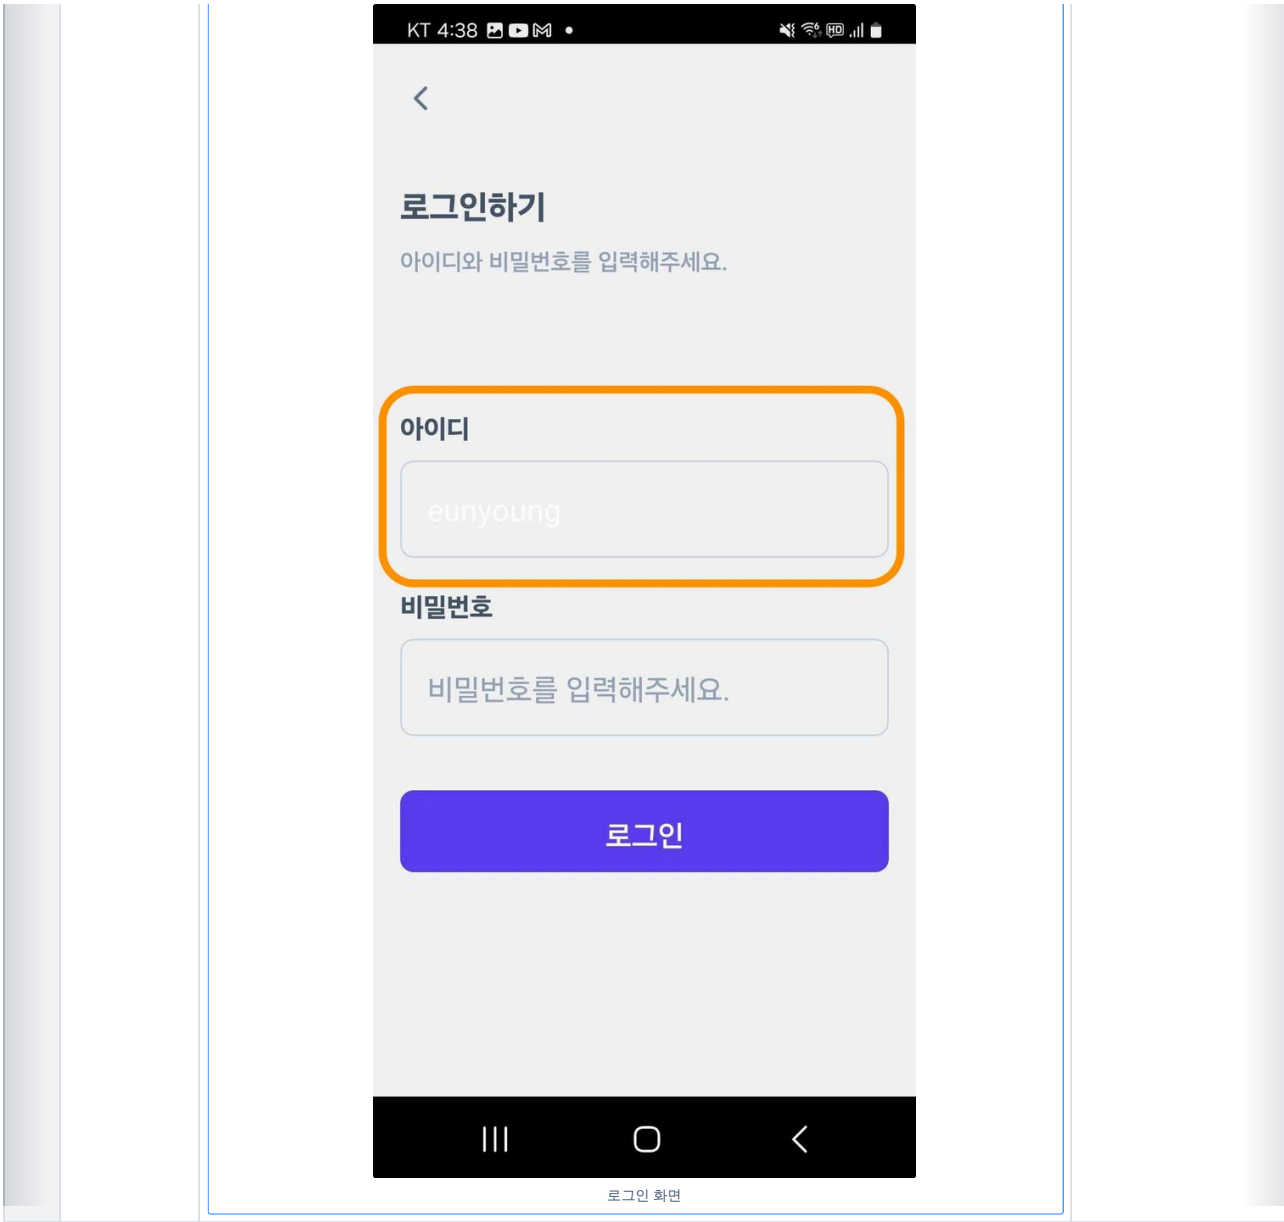 KT 4:38
로그인하기
아이디와 비밀번호를 입력해주세요.
아이디
eunyoung
비밀번호
비밀번호를 입력해주세요.
로그인
로그인 화면